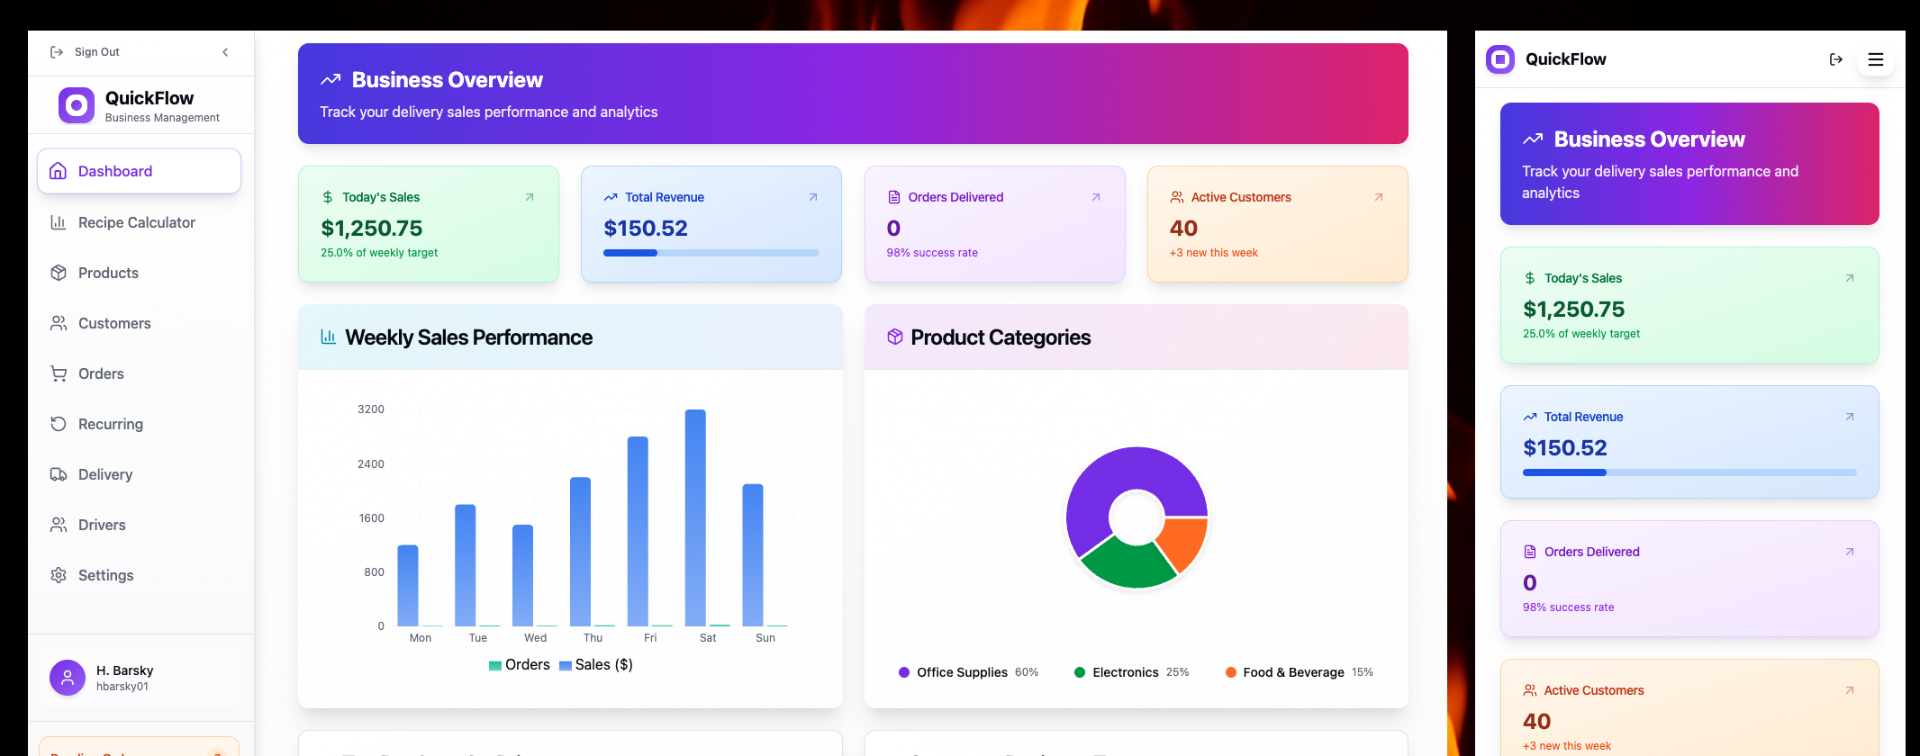 Sign Out
QuickFlow
Business Management
Dashboard
Recipe Calculator
Products
Customers
Orders
Recurring
Delivery
Drivers
Settings
H. Barsky
hbarsky01
Business Overview
Track your delivery sales performance and analytics
Today's Sales
$1,250.75
25.0% of weekly target
Total Revenue
$150.52
Orders Delivered
0
98% success rate
Active Customers
40
+3 new this week
Weekly Sales Performance
3200
2400
1600
800
0
Mon Tue Wed Thu Fri Sat Sun
Orders Sales ($)
Product Categories
Office Supplies 60% Electronics 25% Food & Beverage 15%
QuickFlow
Business Overview
Track your delivery sales performance and
analytics
Today's Sales
$1,250.75
25.0% of weekly target
Total Revenue
$150.52
Orders Delivered
0
98% success rate
Active Customers
40
+3 new this week